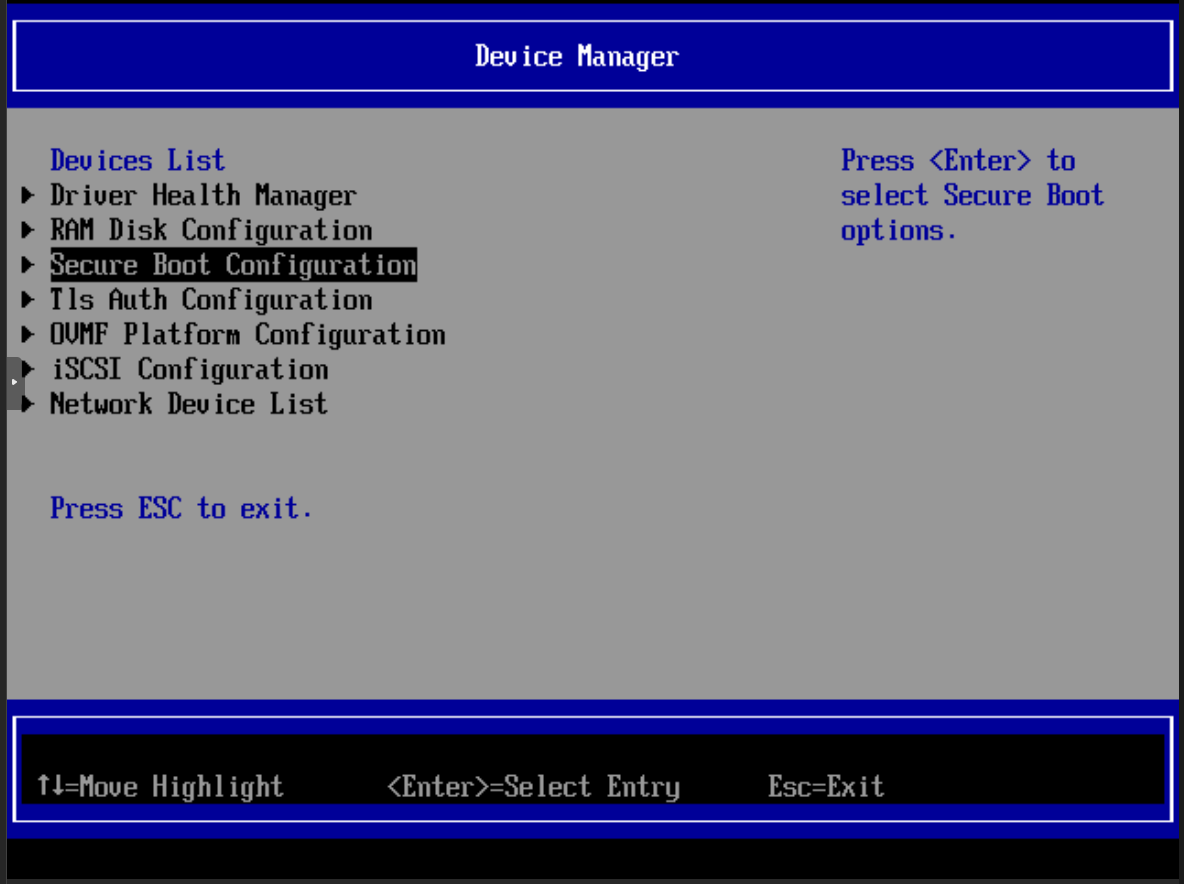 Device Manager
Devices List
Driver Health Manager
RAM Disk Configuration
Secure Boot Configuration
Tls Auth Configuration
OVMF Platform Configuration
iSCSI Configuration
Network Device List
Press ESC to exit.
Press <Enter> to
select Secure Boot
options.
↑↓=Move Highlight <Enter>=Select Entry Esc=Exit